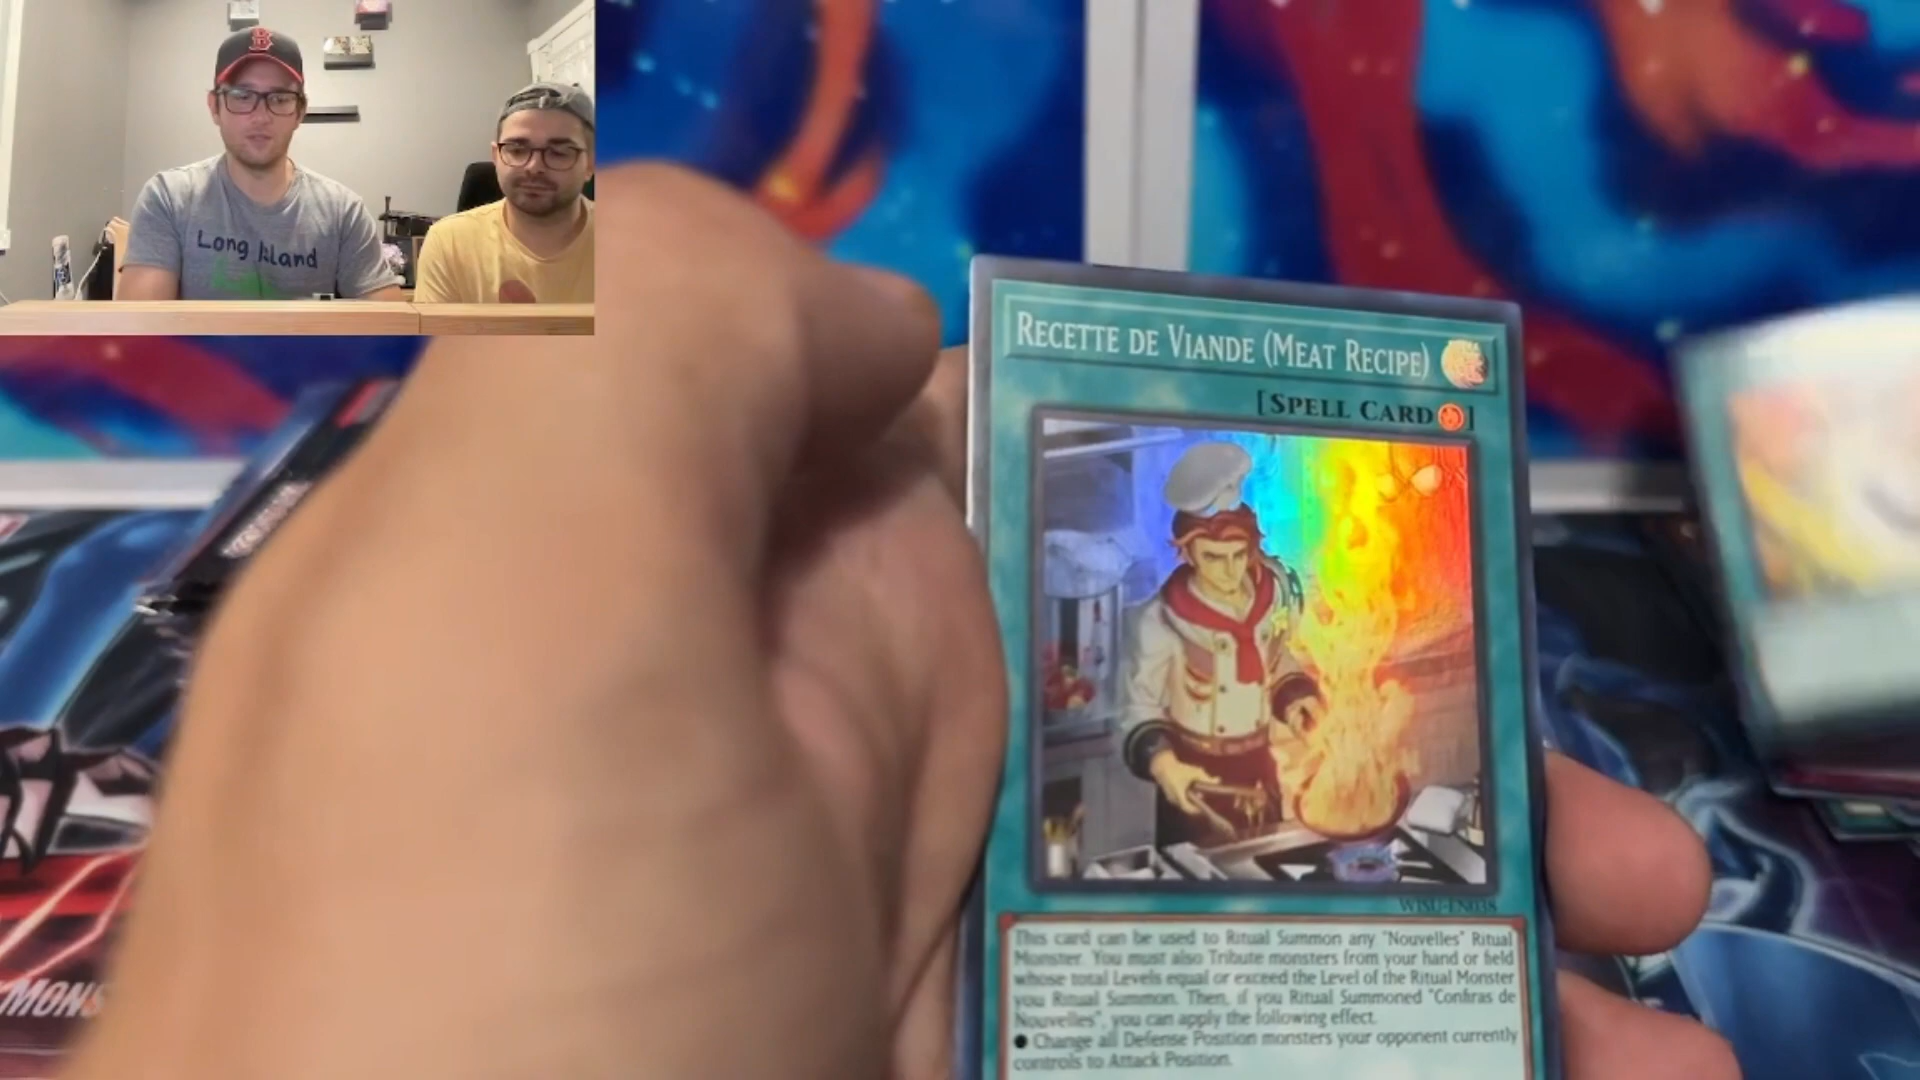 B
Long Island
RECETTE DE VIANDE (MEAT RECIPE)
[SPELL CARD]
WISU-EN038
This card can be used to Ritual Summon any "Nouvelles" Ritual
Monster. You must also Tribute monsters from your hand or field
whose total Levels equal or exceed the Level of the Ritual Monster
you Ritual Summon. Then, if you Ritual Summoned "Confiras de
Nouvelles", you can apply the following effect.
● Change all Defense Position monsters your opponent currently
controls to Attack Position.